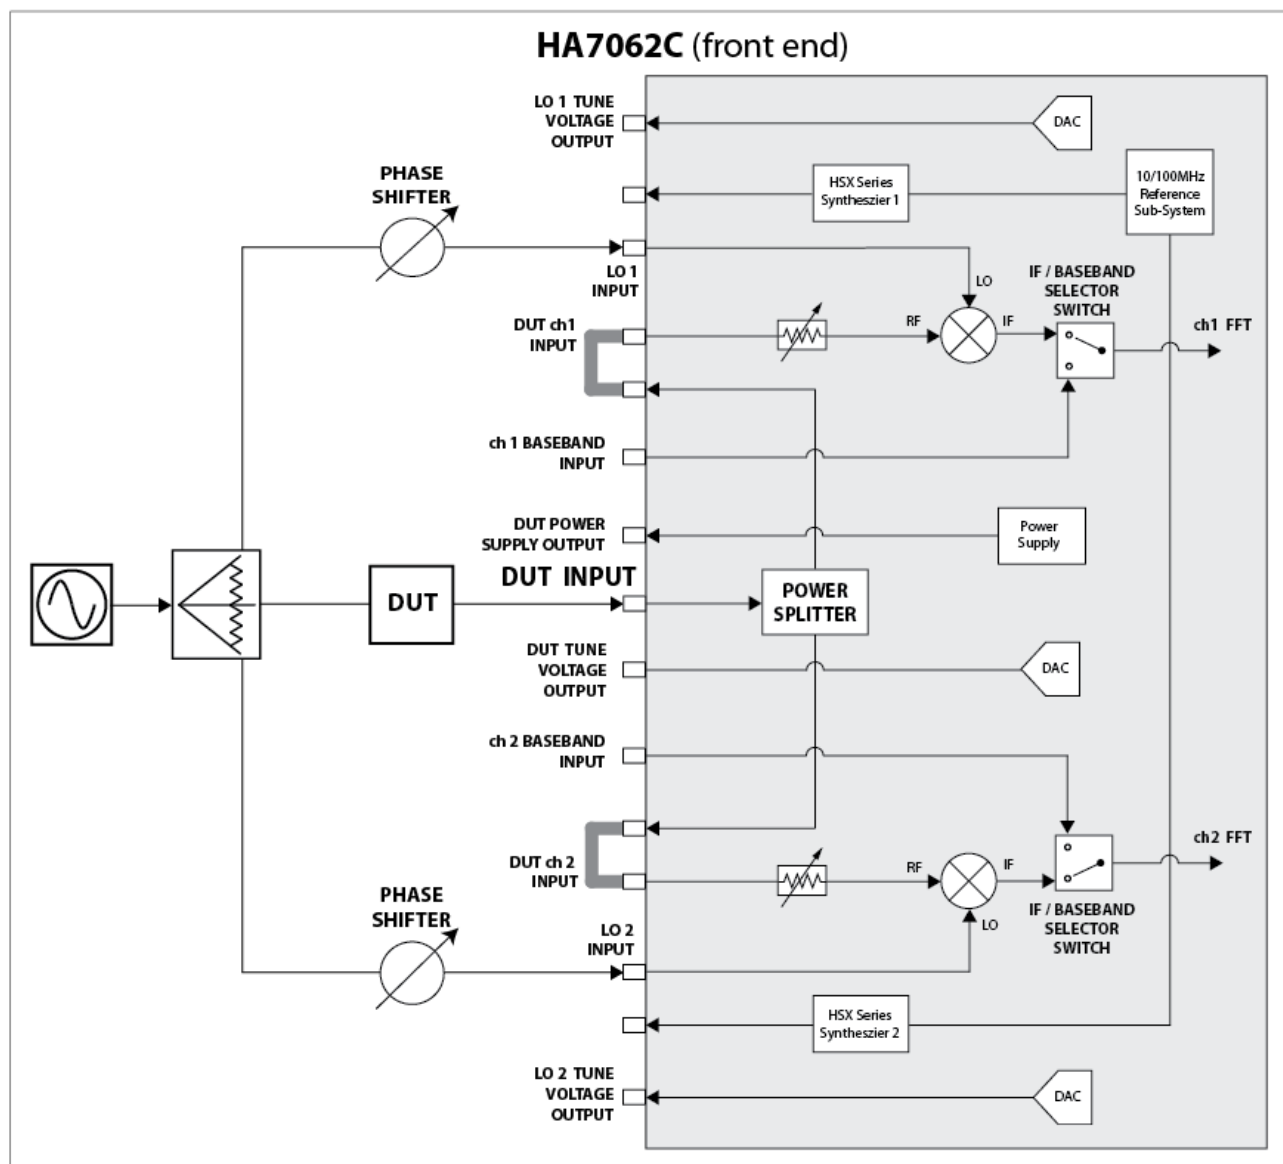 HA7062C (front end)
LO 1 TUNE
VOLTAGE
OUTPUT
DAC
PHASE
SHIFTER
HSX Series
Syntheszier 1
10/100MHz
Reference
Sub-System
LO 1
INPUT
LO
IF / BASEBAND
SELECTOR
SWITCH
DUT ch1
INPUT
RF
IF
ch1 FFT
ch 1 BASEBAND
INPUT
DUT POWER
SUPPLY OUTPUT
Power
Supply
DUT INPUT
DUT
POWER
SPLITTER
DUT TUNE
VOLTAGE
OUTPUT
DAC
ch 2 BASEBAND
INPUT
DUT ch 2
INPUT
RF
IF
ch2 FFT
PHASE
SHIFTER
LO 2
INPUT
LO
IF / BASEBAND
SELECTOR
SWITCH
HSX Series
Syntheszier 2
LO 2 TUNE
VOLTAGE
OUTPUT
DAC